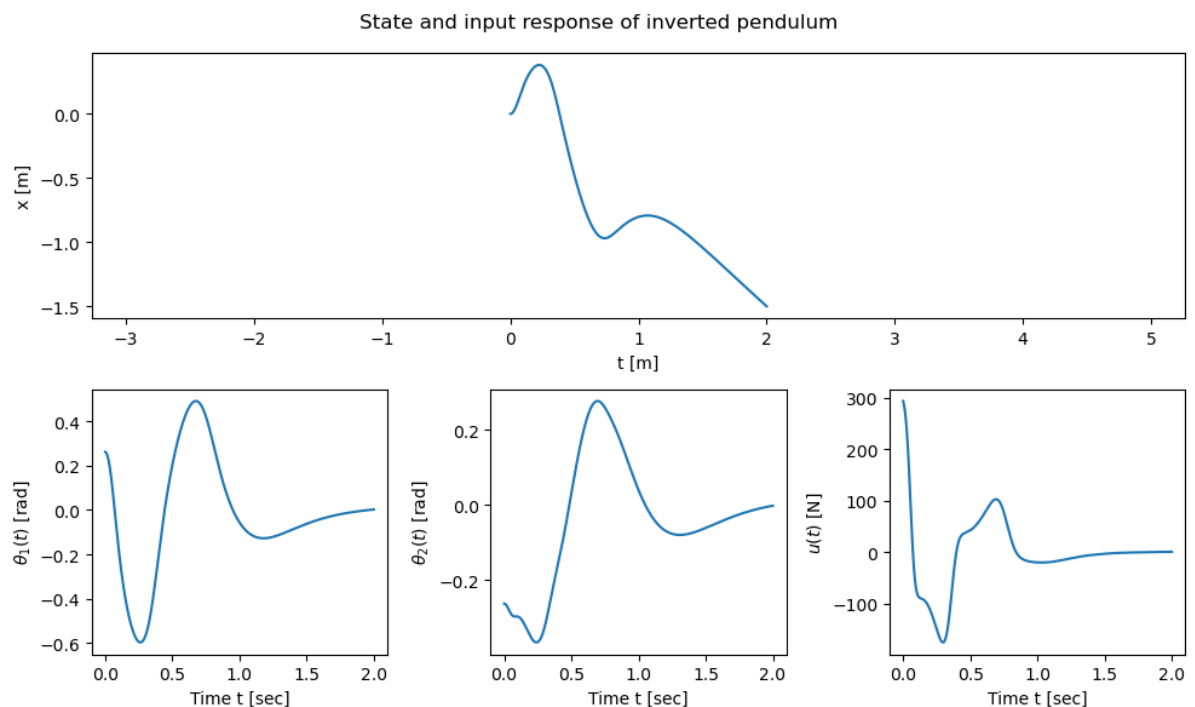 State and input response of inverted pendulum
x [m]
0.0
−0.5
−1.0
−1.5
−3 −2 −1 0 1 2 3 4 5
t [m]
θ₁(t) [rad]
0.4
0.2
0.0
−0.2
−0.4
−0.6
0.0 0.5 1.0 1.5 2.0
Time t [sec]
θ₂(t) [rad]
0.2
0.0
−0.2
0.0 0.5 1.0 1.5 2.0
Time t [sec]
u(t) [N]
300
200
100
0
−100
0.0 0.5 1.0 1.5 2.0
Time t [sec]